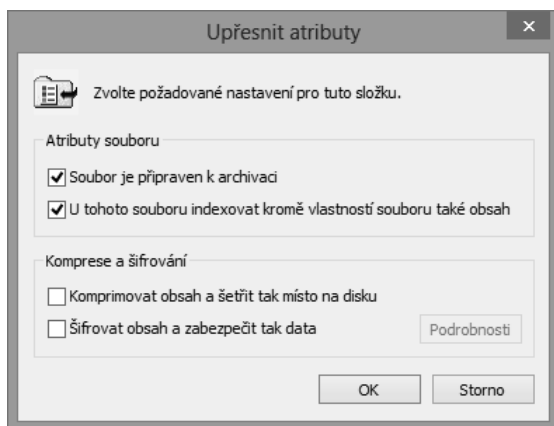 Upřesnit atributy
Zvolte požadované nastavení pro tuto složku.
Atributy souboru
Soubor je připraven k archivaci
U tohoto souboru indexovat kromě vlastností souboru také obsah
Komprese a šifrování
Komprimovat obsah a šetřit tak místo na disku
Šifrovat obsah a zabezpečit tak data
Podrobnosti
OK
Storno